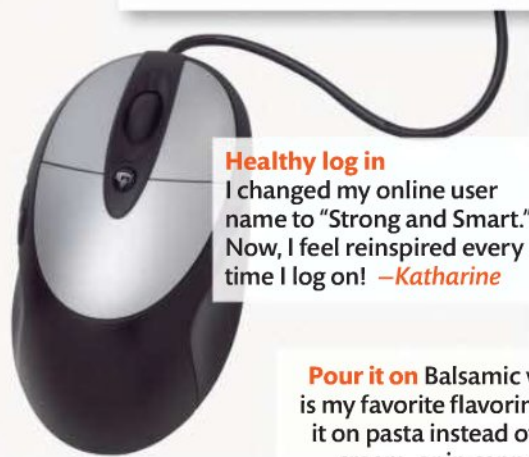 Healthy log in
I changed my online user
name to “Strong and Smart.”
Now, I feel reinspired every
time I log on! –Katharine
Pour it on Balsamic
is my favorite
it on pasta instead